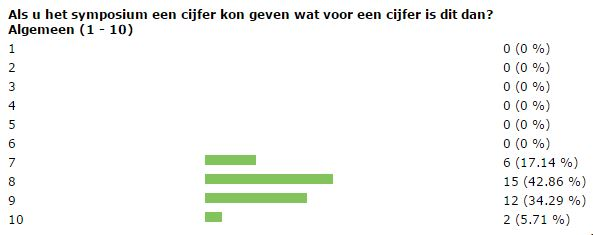 Als u het symposium een cijfer kon geven wat voor een cijfer is dit dan?
Algemeen (1 - 10)
1 0 (0 %)
2 0 (0 %)
3 0 (0 %)
4 0 (0 %)
5 0 (0 %)
6 0 (0 %)
7 6 (17.14 %)
8 15 (42.86 %)
9 12 (34.29 %)
10 2 (5.71 %)